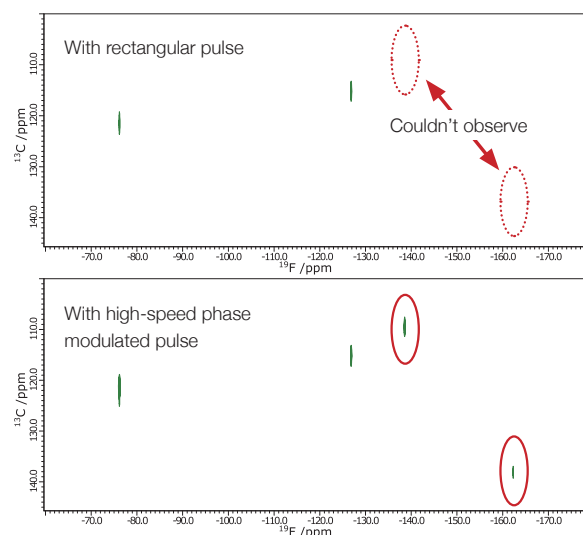 With rectangular pulse
Couldn't observe
110.0
120.0
130.0
140.0
¹³C /ppm
-70.0 -80.0 -90.0 -100.0 -110.0 -120.0 -130.0 -140.0 -150.0 -160.0 -170.0
¹⁹F /ppm
With high-speed phase
modulated pulse
110.0
120.0
130.0
140.0
¹³C /ppm
-70.0 -80.0 -90.0 -100.0 -110.0 -120.0 -130.0 -140.0 -150.0 -160.0 -170.0
¹⁹F /ppm